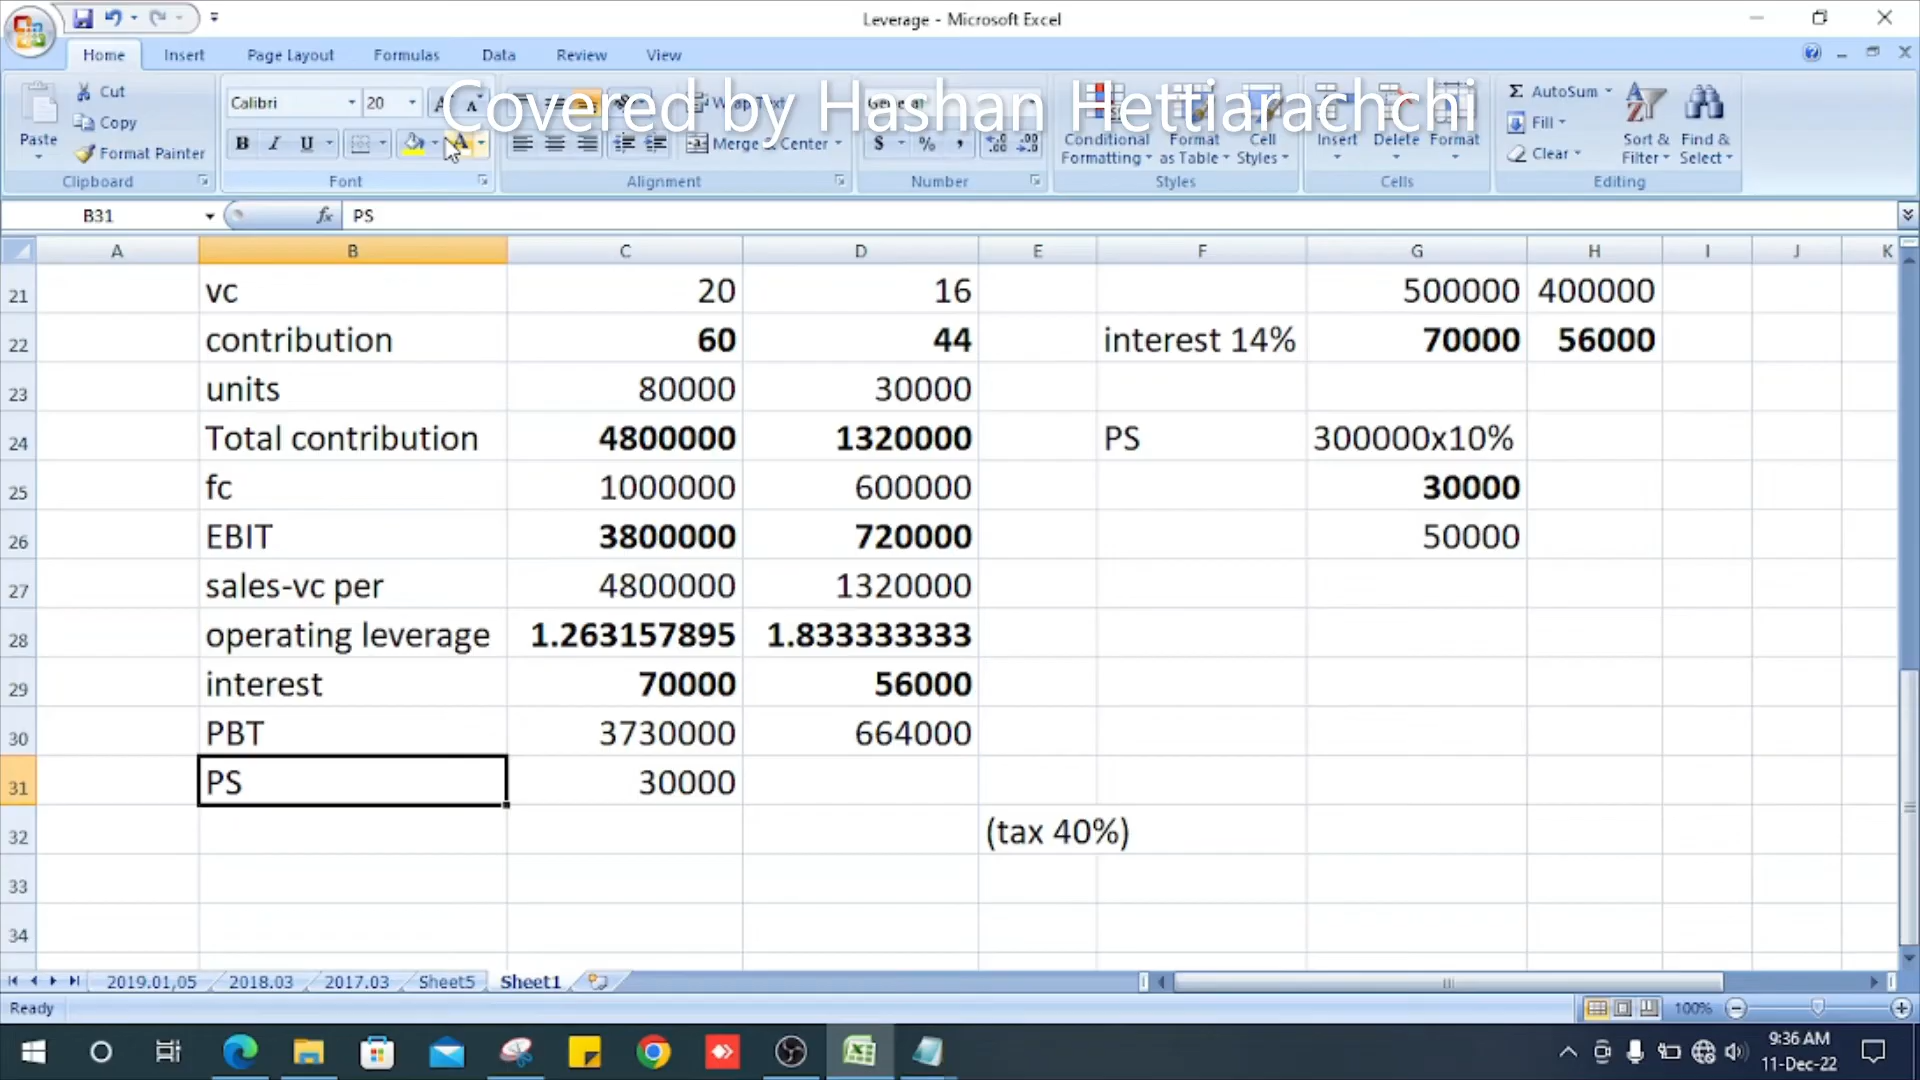 Leverage - Microsoft Excel
Home Insert Page Layout Formulas Data Review View
Covered by Hashan Hettiarachchi
Paste
Cut
Copy
Format Painter
Clipboard
Calibri 20
B I U
Font
Wrap Text
Merge & Center
Alignment
General
$ % ,
Number
Conditional Formatting
Format as Table
Cell Styles
Styles
Insert Delete Format
Cells
Σ AutoSum
Fill
Clear
Sort & Filter
Find & Select
Editing
B31 fx PS
A B C D E F G H I J K
21 vc 20 16 500000 400000
22 contribution 60 44 interest 14% 70000 56000
23 units 80000 30000
24 Total contribution 4800000 1320000 PS 300000x10%
25 fc 1000000 600000 30000
26 EBIT 3800000 720000 50000
27 sales-vc per 4800000 1320000
28 operating leverage 1.263157895 1.833333333
29 interest 70000 56000
30 PBT 3730000 664000
31 PS 30000
32 (tax 40%)
33
34
2019.01,05 2018.03 2017.03 Sheet5 Sheet1
Ready 100%
9:36 AM
11-Dec-22